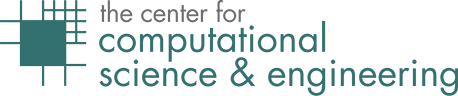 the center for
computational
science & engineering